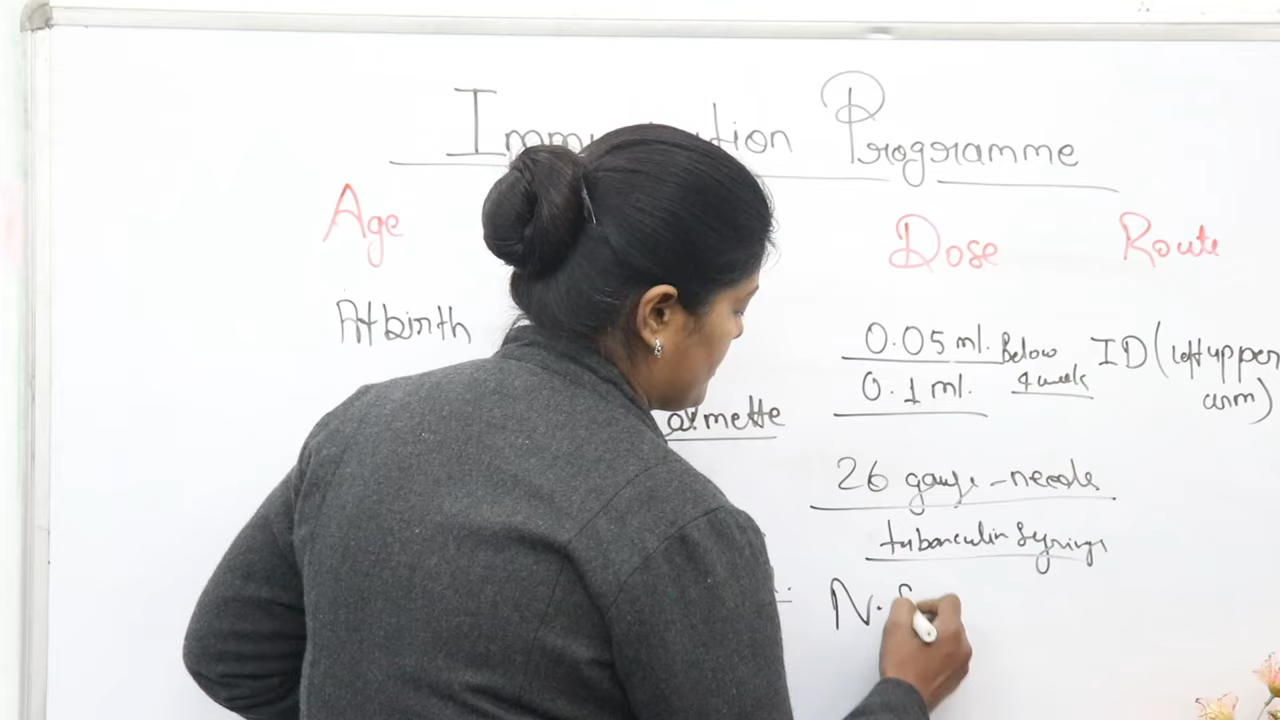 Immunization Programme
Age Dose Route
At birth
0.05 ml. Below 4 week
0.1 ml.
ID (left upper arm)
almette
26 gauge - needle
tuberculin syringe
N.